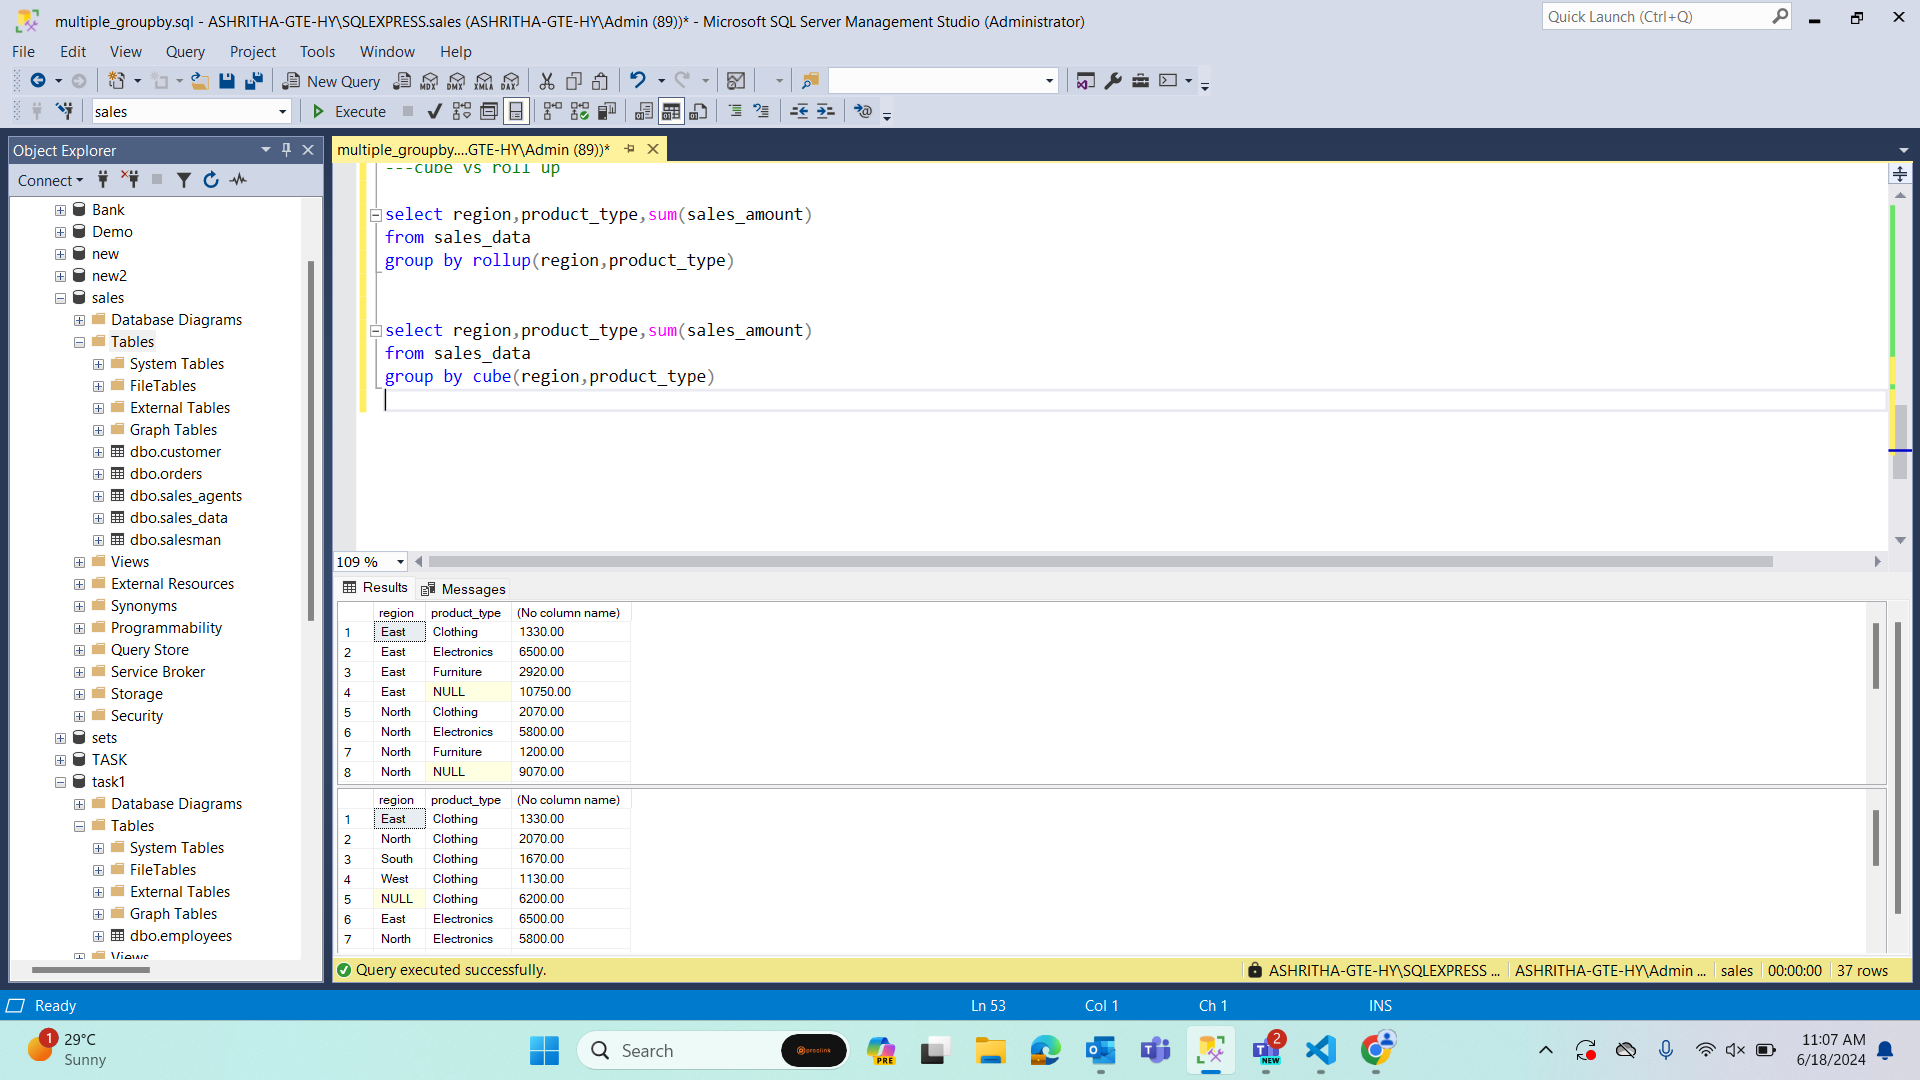 multiple_groupby.sql - ASHRITHA-GTE-HY\SQLEXPRESS.sales (ASHRITHA-GTE-HY\Admin (89))* - Microsoft SQL Server Management Studio (Administrator)
Quick Launch (Ctrl+Q)
File Edit View Query Project Tools Window Help
New Query
MDX DMX XMLA DAX
sales
Execute
Object Explorer
multiple_groupby....GTE-HY\Admin (89))*
Connect
Bank
Demo
new
new2
sales
Database Diagrams
Tables
System Tables
FileTables
External Tables
Graph Tables
dbo.customer
dbo.orders
dbo.sales_agents
dbo.sales_data
dbo.salesman
Views
External Resources
Synonyms
Programmability
Query Store
Service Broker
Storage
Security
sets
TASK
task1
Database Diagrams
Tables
System Tables
FileTables
External Tables
Graph Tables
dbo.employees
Views
---cube vs roll up
select region,product_type,sum(sales_amount)
from sales_data
group by rollup(region,product_type)
select region,product_type,sum(sales_amount)
from sales_data
group by cube(region,product_type)
109 %
Results Messages
region product_type (No column name)
1 East Clothing 1330.00
2 East Electronics 6500.00
3 East Furniture 2920.00
4 East NULL 10750.00
5 North Clothing 2070.00
6 North Electronics 5800.00
7 North Furniture 1200.00
8 North NULL 9070.00
region product_type (No column name)
1 East Clothing 1330.00
2 North Clothing 2070.00
3 South Clothing 1670.00
4 West Clothing 1130.00
5 NULL Clothing 6200.00
6 East Electronics 6500.00
7 North Electronics 5800.00
Query executed successfully.
ASHRITHA-GTE-HY\SQLEXPRESS ... ASHRITHA-GTE-HY\Admin ... sales 00:00:00 37 rows
Ready Ln 53 Col 1 Ch 1 INS
1
29°C
Sunny
Search
PRE
2
NEW
11:07 AM
6/18/2024